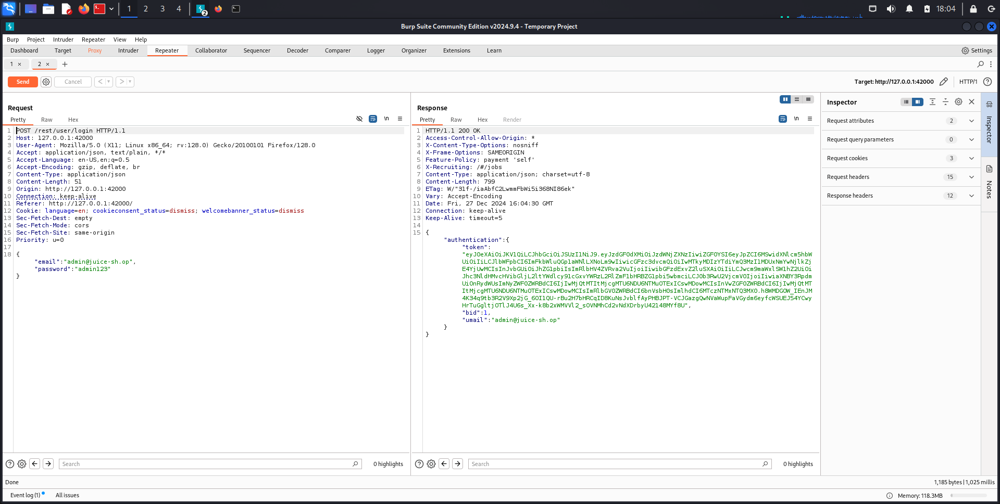 1 2 3 4 2 18:04
Burp Suite Community Edition v2024.9.4 - Temporary Project
Burp Project Intruder Repeater View Help
Dashboard Target Proxy Intruder Repeater Collaborator Sequencer Decoder Comparer Logger Organizer Extensions Learn Settings
1 × 2 × +
Send Cancel < > Target: http://127.0.0.1:42000 HTTP/1 ?
Request
Pretty Raw Hex \n
1 POST /rest/user/login HTTP/1.1
2 Host: 127.0.0.1:42000
3 User-Agent: Mozilla/5.0 (X11; Linux x86_64; rv:128.0) Gecko/20100101 Firefox/128.0
4 Accept: application/json, text/plain, */*
5 Accept-Language: en-US,en;q=0.5
6 Accept-Encoding: gzip, deflate, br
7 Content-Type: application/json
8 Content-Length: 51
9 Origin: http://127.0.0.1:42000
10 Connection: keep-alive
11 Referer: http://127.0.0.1:42000/
12 Cookie: language=en; cookieconsent_status=dismiss; welcomebanner_status=dismiss
13 Sec-Fetch-Dest: empty
14 Sec-Fetch-Mode: cors
15 Sec-Fetch-Site: same-origin
16 Priority: u=0
17
18 {
"email":"admin@juice-sh.op",
"password":"admin123"
}
? Search 0 highlights
Response
Pretty Raw Hex Render \n
1 HTTP/1.1 200 OK
2 Access-Control-Allow-Origin: *
3 X-Content-Type-Options: nosniff
4 X-Frame-Options: SAMEORIGIN
5 Feature-Policy: payment 'self'
6 X-Recruiting: /#/jobs
7 Content-Type: application/json; charset=utf-8
8 Content-Length: 799
9 ETag: W/"31f-/iaAbfC2LwmmFbWi5i368NI86ek"
10 Vary: Accept-Encoding
11 Date: Fri, 27 Dec 2024 16:04:30 GMT
12 Connection: keep-alive
13 Keep-Alive: timeout=5
14
15 {
"authentication":{
"token":
"bid":1,
"umail":"admin@juice-sh.op"
}
}
? Search 0 highlights
Inspector
Request attributes 2
Request query parameters 0
Request cookies 3
Request headers 15
Response headers 12
Inspector
Notes
Done 1,185 bytes | 1,025 millis
Event log (1) All issues Memory: 118.3MB